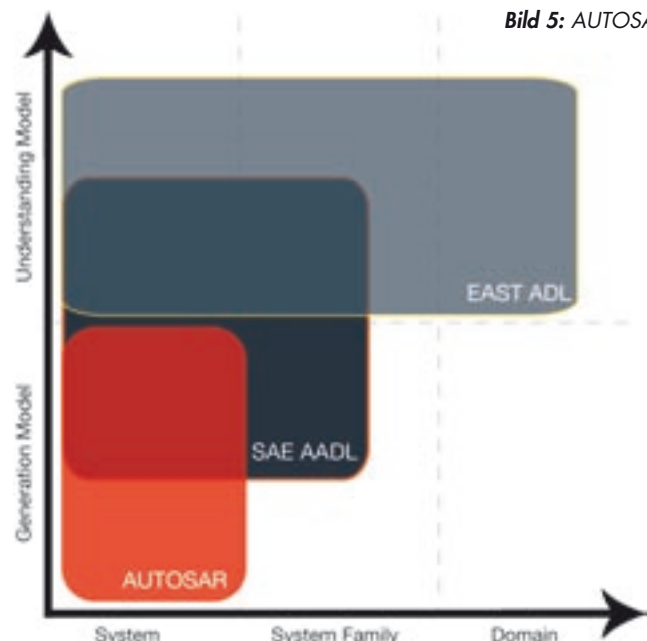 Bild 5: AUTOSA
Understanding Model
EAST ADL
Generation Model
SAE AADL
AUTOSAR
System
System Family
Domain